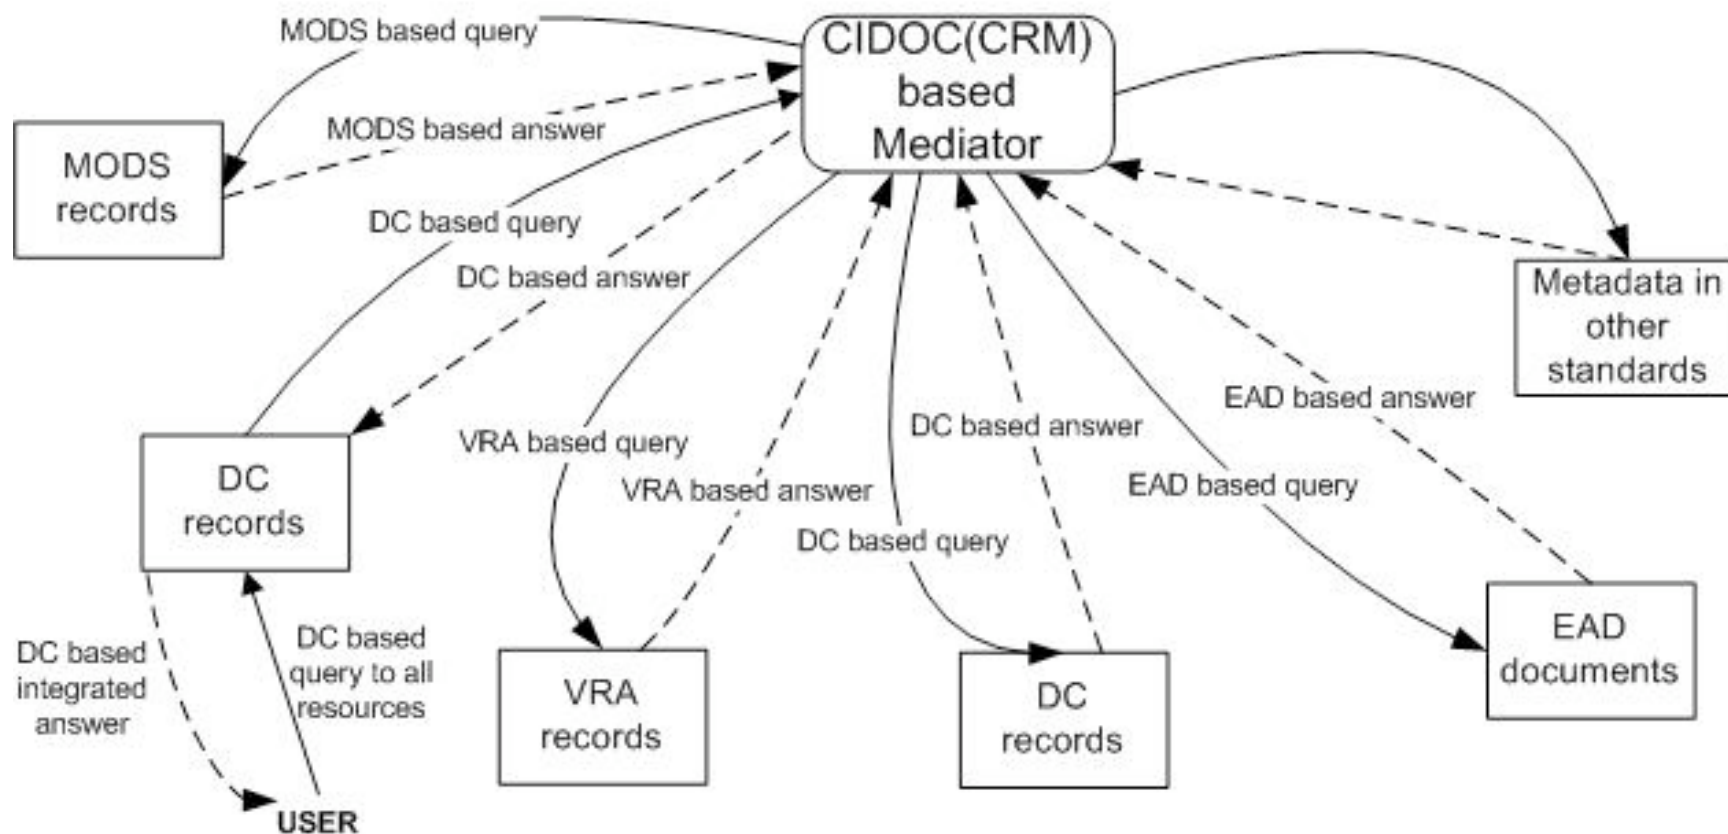 MODS based query
CIDOC(CRM)
based
Mediator
MODS based answer
MODS
records
DC based query
DC based answer
Metadada in
other
standards
EAD based answer
DC based answer
VRA based query
EAD based query
VRA based answer
DC
records
DC based query
EAD
documents
DC based
integrated
answer
DC based
query to all
resources
VRA
records
DC
records
USER